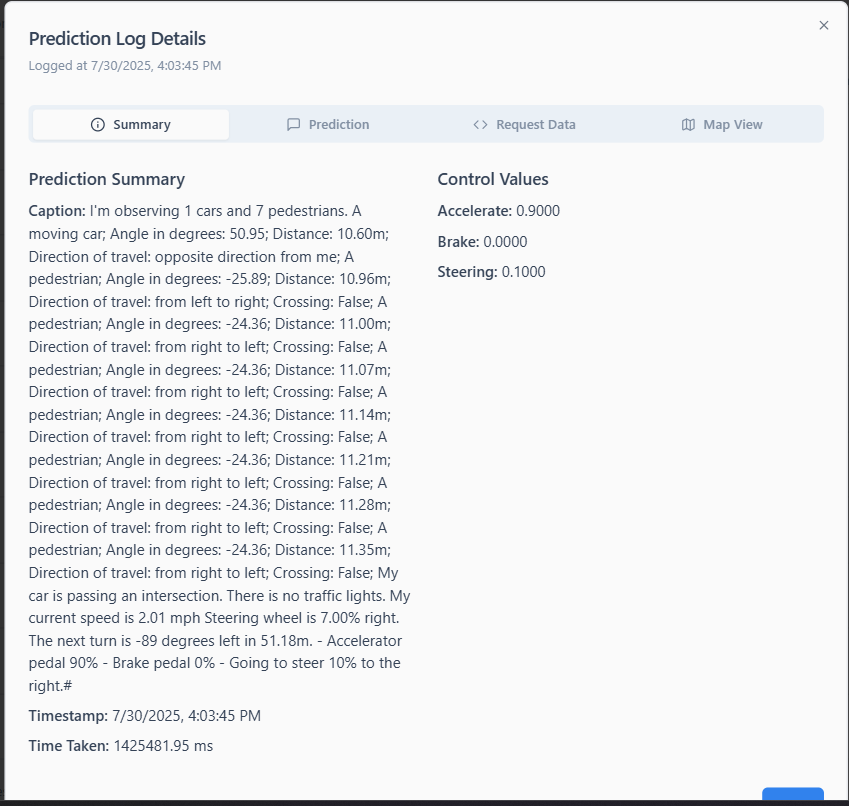 Prediction Log Details
Logged at 7/30/2025, 4:03:45 PM
Summary
Prediction
Request Data
Map View
Prediction Summary
Caption: I'm observing 1 cars and 7 pedestrians. A
moving car; Angle in degrees: 50.95; Distance: 10.60m;
Direction of travel: opposite direction from me; A
pedestrian; Angle in degrees: -25.89; Distance: 10.96m;
Direction of travel: from left to right; Crossing: False; A
pedestrian; Angle in degrees: -24.36; Distance: 11.00m;
Direction of travel: from right to left; Crossing: False; A
pedestrian; Angle in degrees: -24.36; Distance: 11.07m;
Direction of travel: from right to left; Crossing: False; A
pedestrian; Angle in degrees: -24.36; Distance: 11.14m;
Direction of travel: from right to left; Crossing: False; A
pedestrian; Angle in degrees: -24.36; Distance: 11.21m;
Direction of travel: from right to left; Crossing: False; A
pedestrian; Angle in degrees: -24.36; Distance: 11.28m;
Direction of travel: from right to left; Crossing: False; A
pedestrian; Angle in degrees: -24.36; Distance: 11.35m;
Direction of travel: from right to left; Crossing: False; My
car is passing an intersection. There is no traffic lights. My
current speed is 2.01 mph Steering wheel is 7.00% right.
The next turn is -89 degrees left in 51.18m. - Accelerator
pedal 90% - Brake pedal 0% - Going to steer 10% to the
right.#
Timestamp: 7/30/2025, 4:03:45 PM
Time Taken: 1425481.95 ms
Control Values
Accelerate: 0.9000
Brake: 0.0000
Steering: 0.1000